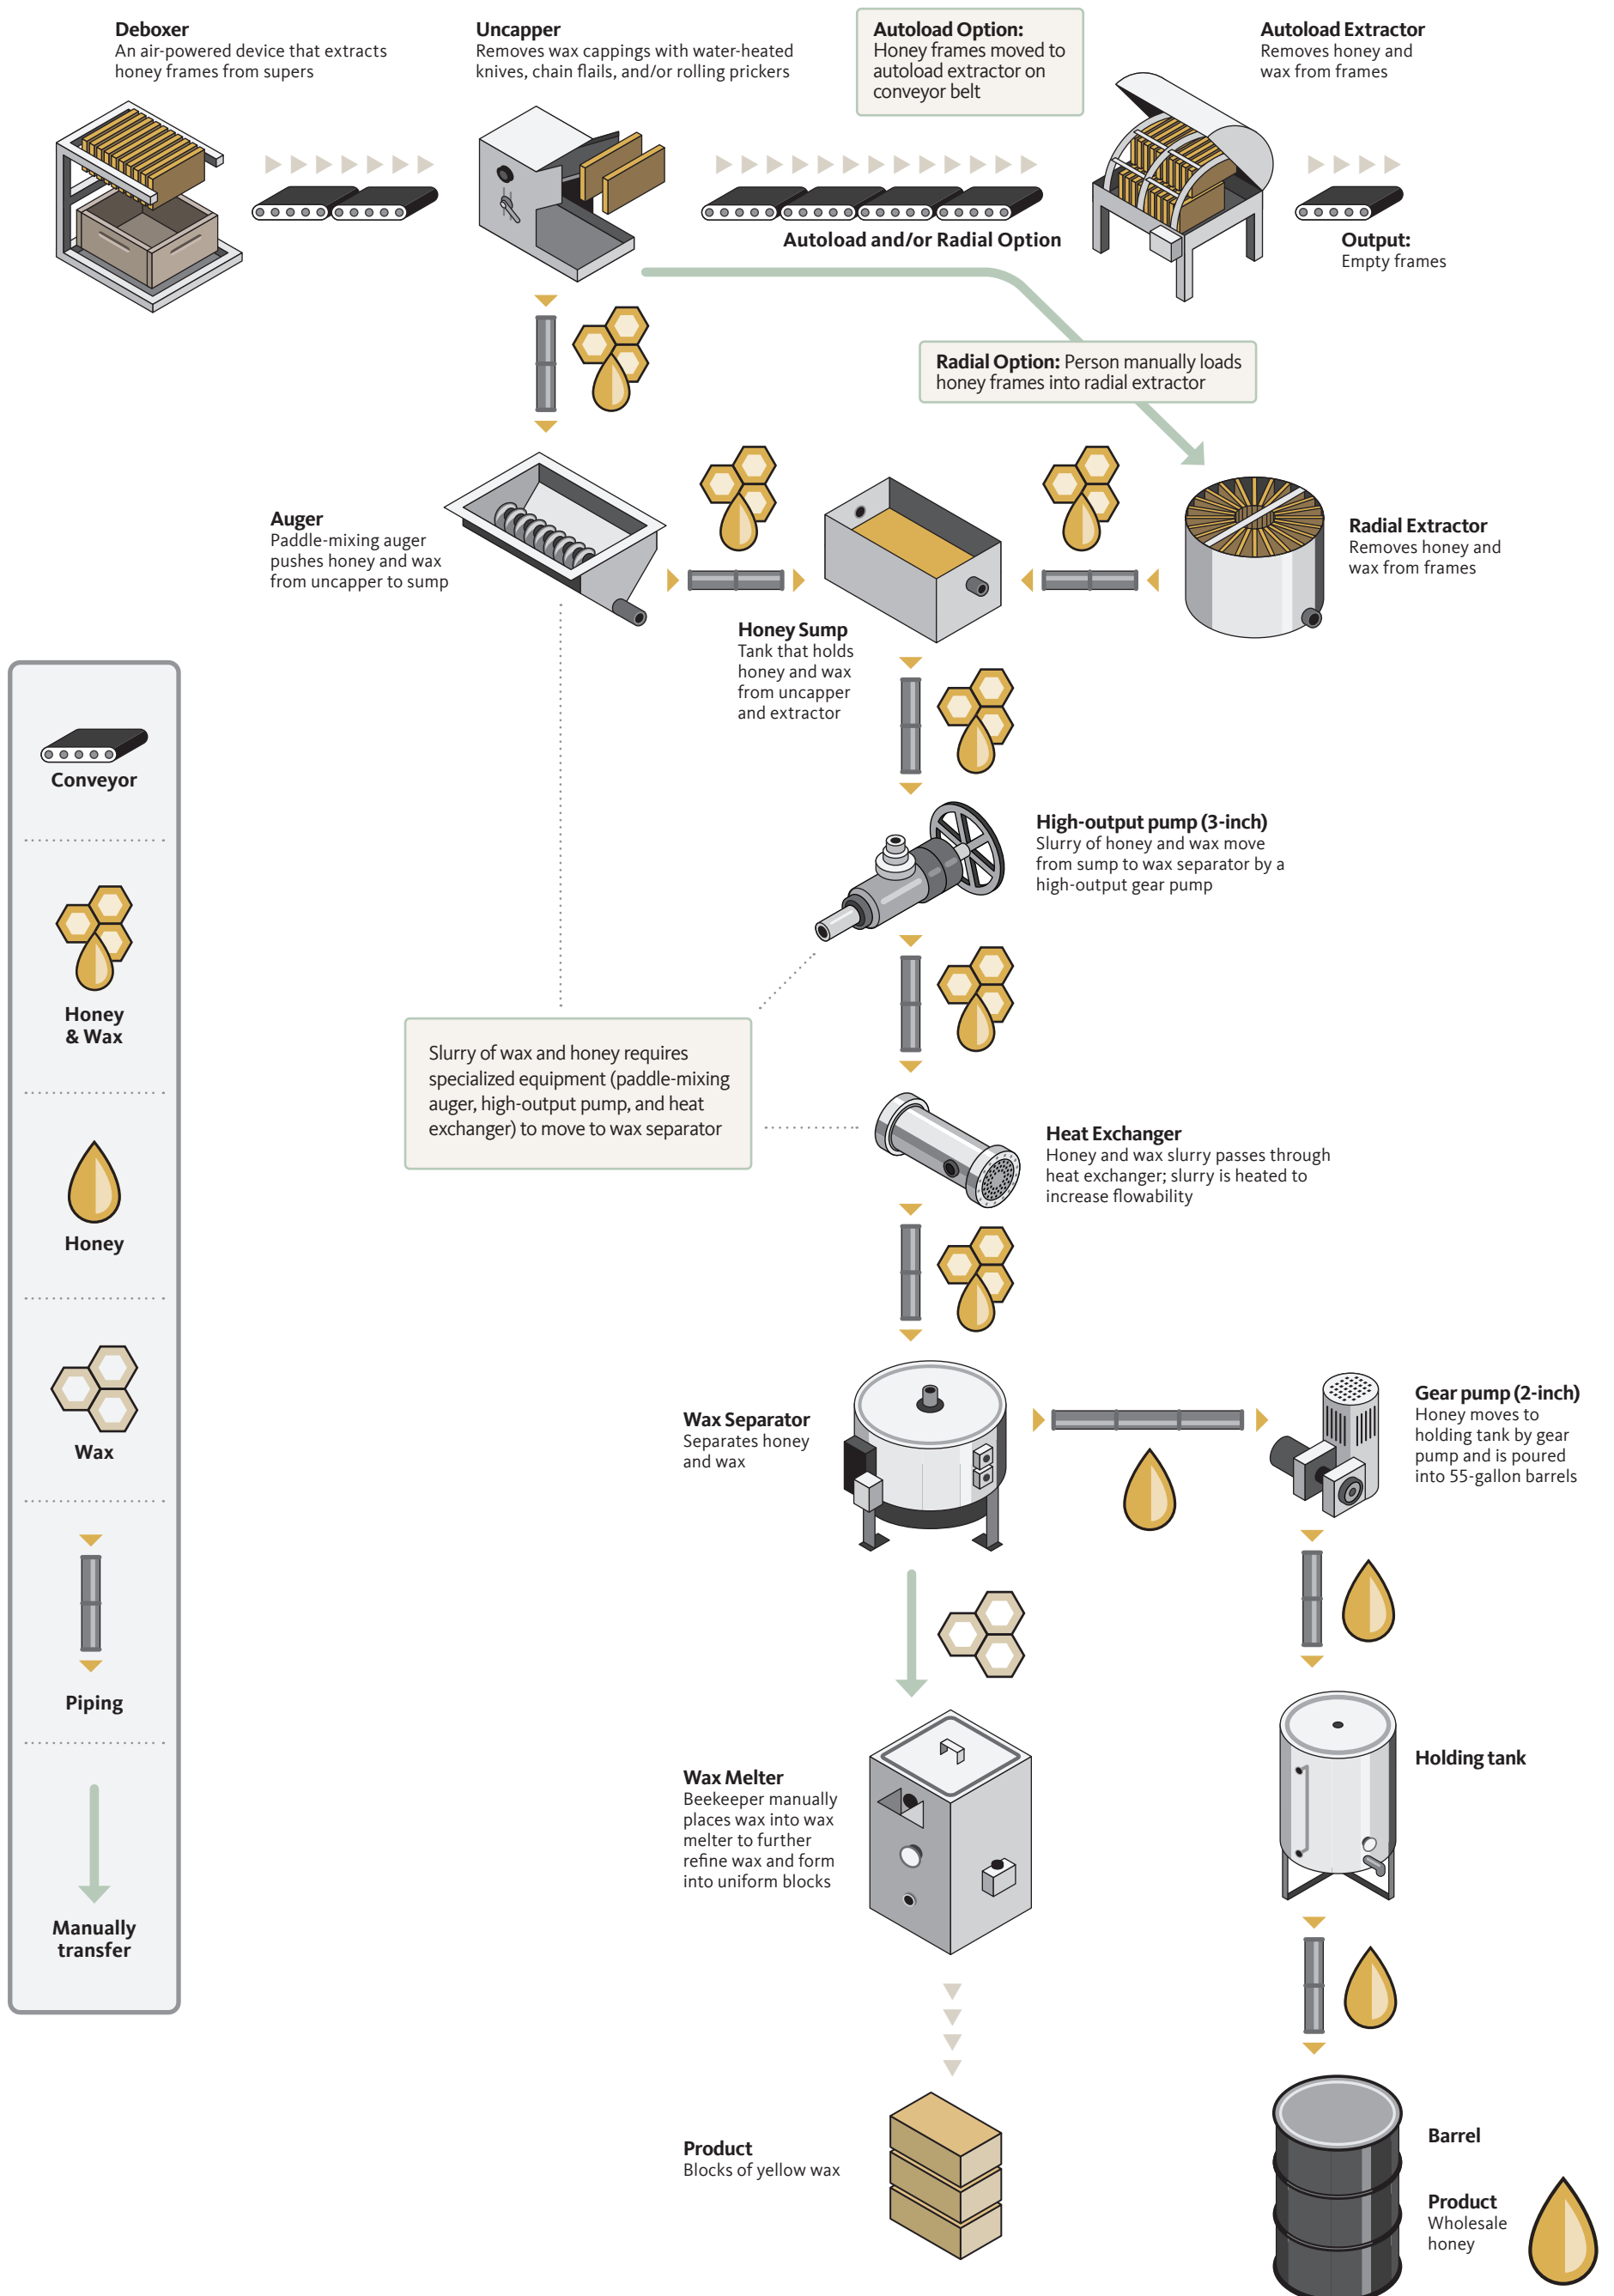 Deboxer
An air-powered device that extracts
honey frames from supers
Uncapper
Removes wax cappings with water-heated
knives, chain flails, and/or rolling prickers
Autoload Option:
Honey frames moved to
autoload extractor on
conveyor belt
Autoload Extractor
Removes honey and
wax from frames
Autoload and/or Radial Option
Output:
Empty frames
Radial Option: Person manually loads
honey frames into radial extractor
Auger
Paddle-mixing auger
pushes honey and wax
from uncapper to sump
Radial Extractor
Removes honey and
wax from frames
Honey Sump
Tank that holds
honey and wax
from uncapper
and extractor
Conveyor
Honey
& Wax
Honey
Wax
Piping
Manually
transfer
High-output pump (3-inch)
Slurry of honey and wax move
from sump to wax separator by a
high-output gear pump
Slurry of wax and honey requires
specialized equipment (paddle-mixing
auger, high-output pump, and heat
exchanger) to move to wax separator
Heat Exchanger
Honey and wax slurry passes through
heat exchanger; slurry is heated to
increase flowability
Wax Separator
Separates honey
and wax
Gear pump (2-inch)
Honey moves to
holding tank by gear
pump and is poured
into 55-gallon barrels
Wax Melter
Beekeeper manually
places wax into wax
melter to further
refine wax and form
into uniform blocks
Holding tank
Product
Blocks of yellow wax
Barrel
Product
Wholesale
honey